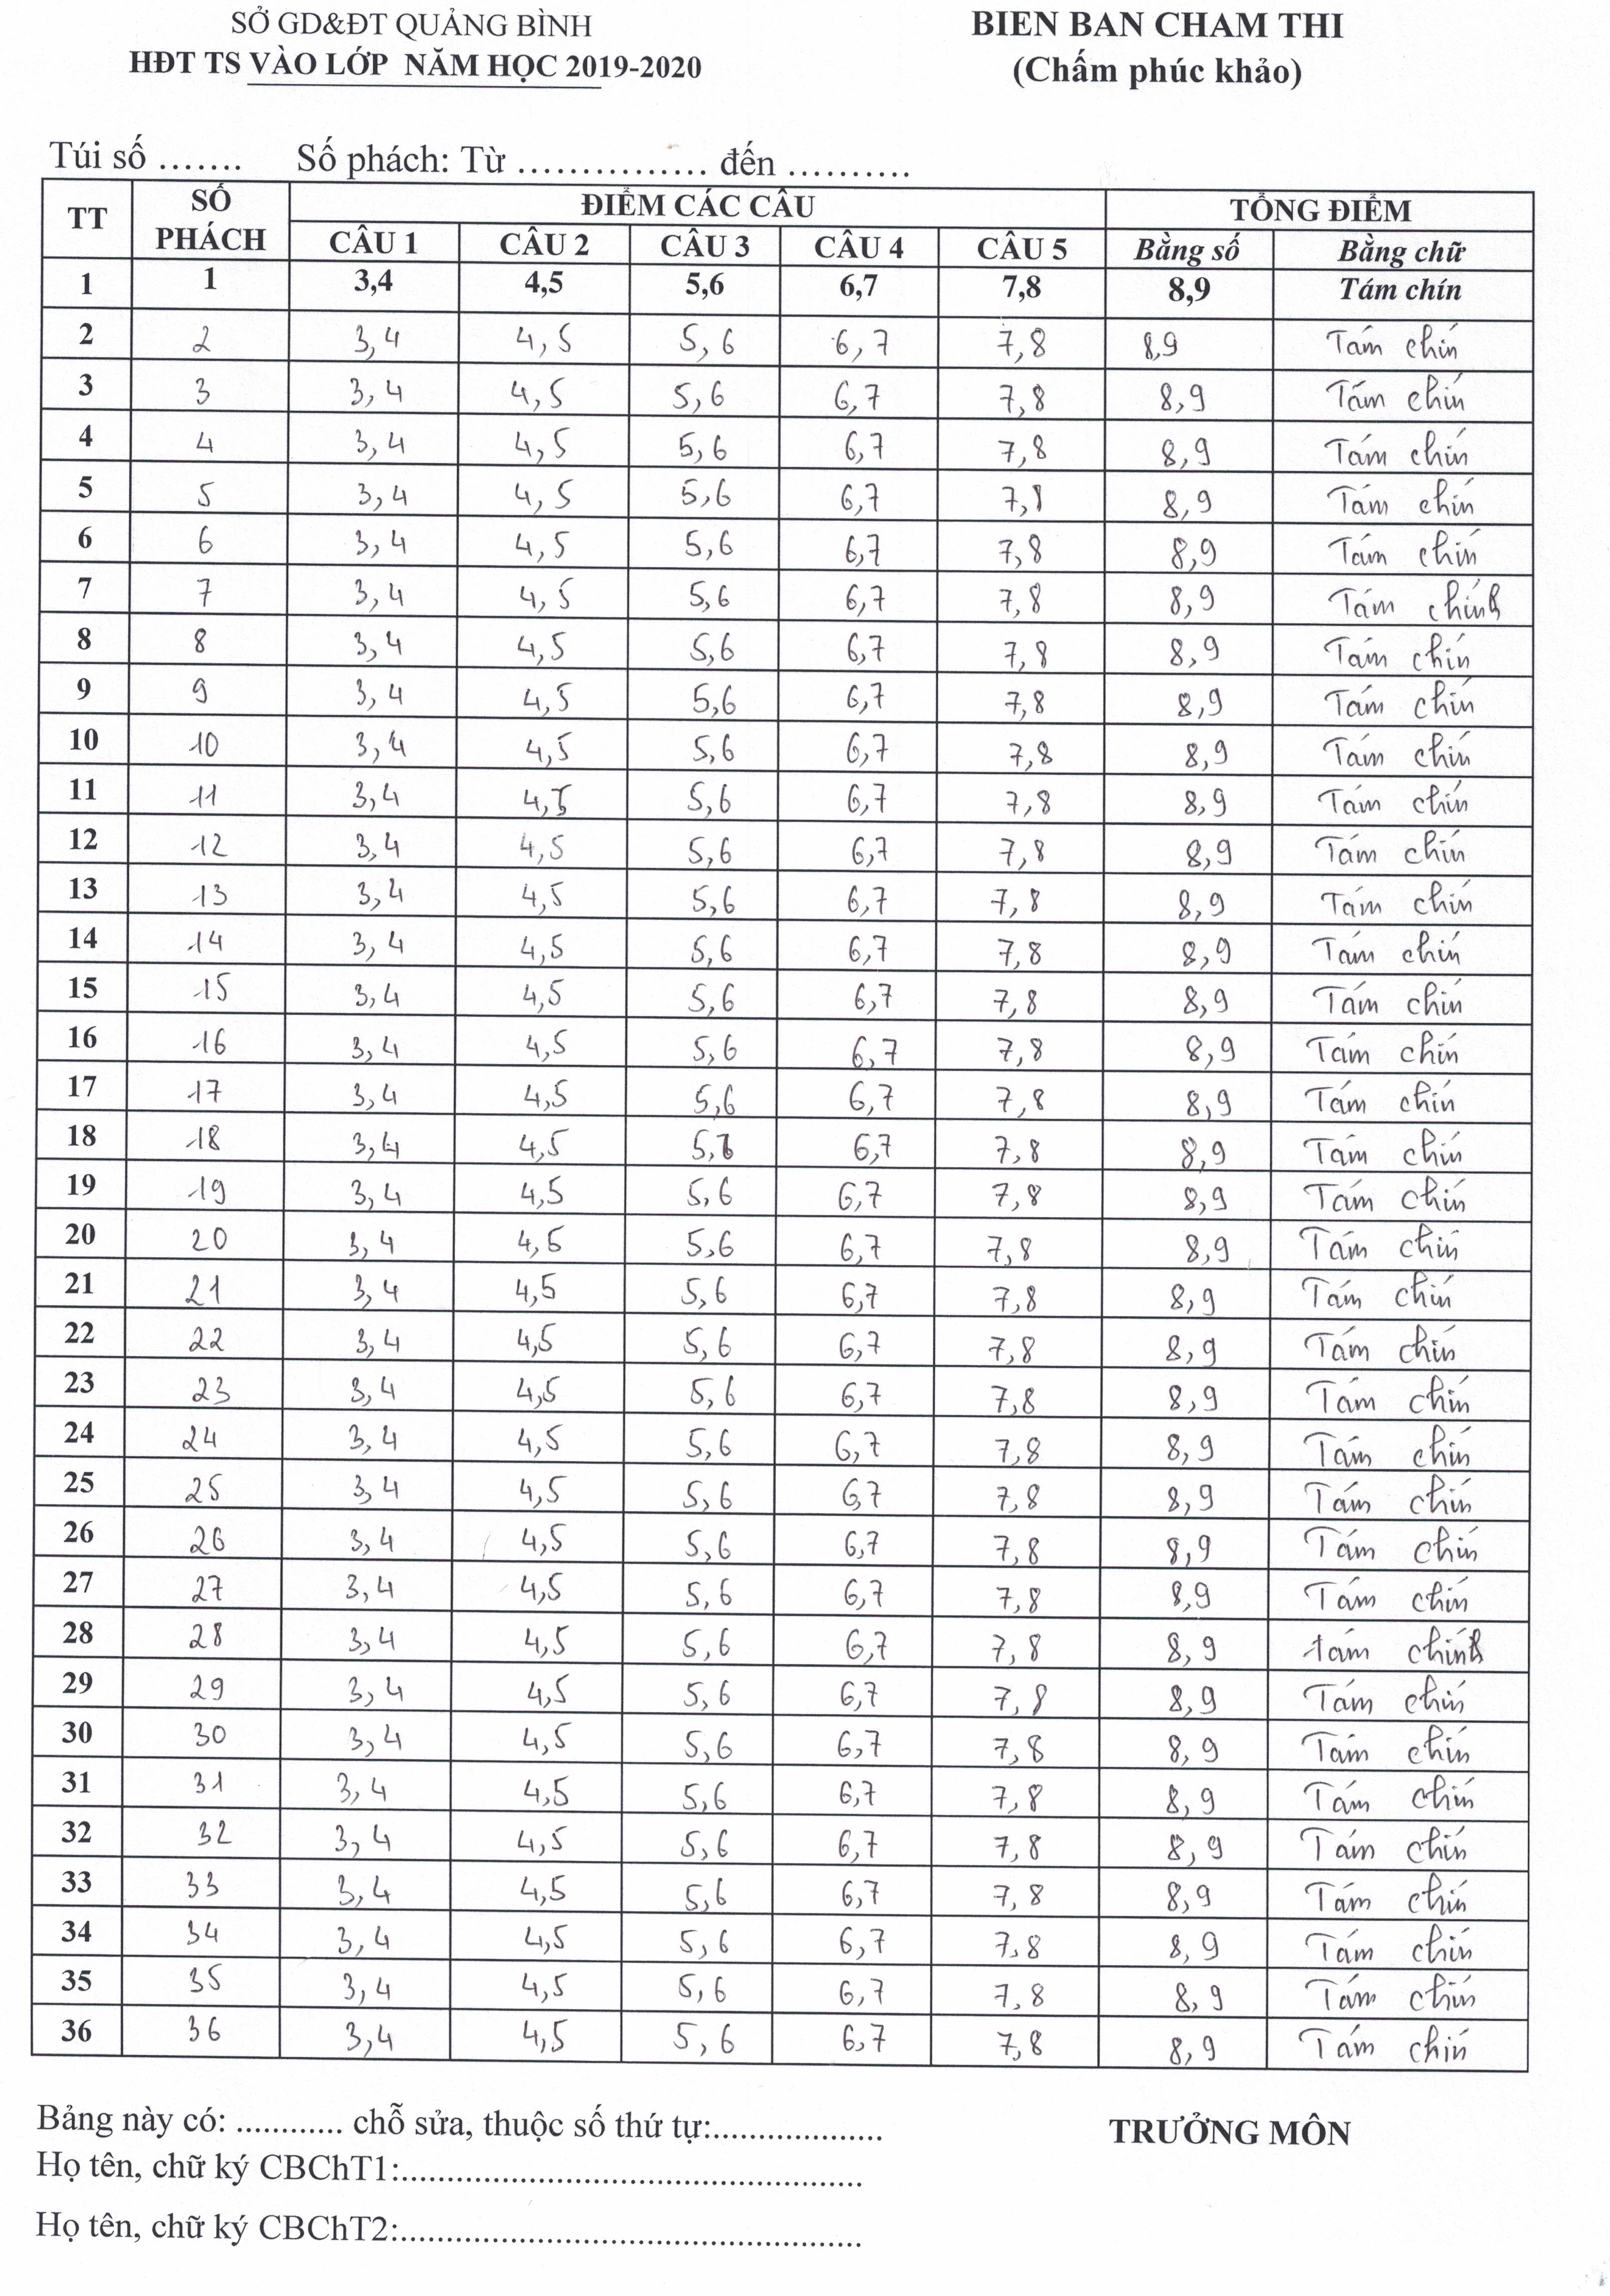 SỞ GD&ĐT QUẢNG BÌNH
HĐT TS VÀO LỚP NĂM HỌC 2019-2020
BIEN BAN CHAM THI
(Chấm phúc khảo)
Túi số ....... Số phách: Từ ............... đến ..........
TT SỐ PHÁCH ĐIỂM CÁC CÂU TỔNG ĐIỂM
CÂU 1 CÂU 2 CÂU 3 CÂU 4 CÂU 5 Bằng số Bằng chữ
1 1 3,4 4,5 5,6 6,7 7,8 8,9 Tám chín
2 2 3,4 4,5 5,6 6,7 7,8 8,9 Tám chín
3 3 3,4 4,5 5,6 6,7 7,8 8,9 Tám chín
4 4 3,4 4,5 5,6 6,7 7,8 8,9 Tám chín
5 5 3,4 4,5 5,6 6,7 7,8 8,9 Tám chín
6 6 3,4 4,5 5,6 6,7 7,8 8,9 Tám chín
7 7 3,4 4,5 5,6 6,7 7,8 8,9 Tám chính
8 8 3,4 4,5 5,6 6,7 7,8 8,9 Tám chín
9 9 3,4 4,5 5,6 6,7 7,8 8,9 Tám chín
10 10 3,4 4,5 5,6 6,7 7,8 8,9 Tám chín
11 11 3,4 4,5 5,6 6,7 7,8 8,9 Tám chín
12 12 3,4 4,5 5,6 6,7 7,8 8,9 Tám chín
13 13 3,4 4,5 5,6 6,7 7,8 8,9 Tám chín
14 14 3,4 4,5 5,6 6,7 7,8 8,9 Tám chín
15 15 3,4 4,5 5,6 6,7 7,8 8,9 Tám chín
16 16 3,4 4,5 5,6 6,7 7,8 8,9 Tám chín
17 17 3,4 4,5 5,6 6,7 7,8 8,9 Tám chín
18 18 3,4 4,5 5,6 6,7 7,8 8,9 Tám chín
19 19 3,4 4,5 5,6 6,7 7,8 8,9 Tám chín
20 20 3,4 4,5 5,6 6,7 7,8 8,9 Tám chín
21 21 3,4 4,5 5,6 6,7 7,8 8,9 Tám chín
22 22 3,4 4,5 5,6 6,7 7,8 8,9 Tám chín
23 23 3,4 4,5 5,6 6,7 7,8 8,9 Tám chín
24 24 3,4 4,5 5,6 6,7 7,8 8,9 Tám chín
25 25 3,4 4,5 5,6 6,7 7,8 8,9 Tám chín
26 26 3,4 4,5 5,6 6,7 7,8 8,9 Tám chín
27 27 3,4 4,5 5,6 6,7 7,8 8,9 Tám chín
28 28 3,4 4,5 5,6 6,7 7,8 8,9 tám chính
29 29 3,4 4,5 5,6 6,7 7,8 8,9 Tám chín
30 30 3,4 4,5 5,6 6,7 7,8 8,9 Tám chín
31 31 3,4 4,5 5,6 6,7 7,8 8,9 Tám chín
32 32 3,4 4,5 5,6 6,7 7,8 8,9 Tám chín
33 33 3,4 4,5 5,6 6,7 7,8 8,9 Tám chín
34 34 3,4 4,5 5,6 6,7 7,8 8,9 Tám chín
35 35 3,4 4,5 5,6 6,7 7,8 8,9 Tám chín
36 36 3,4 4,5 5,6 6,7 7,8 8,9 Tám chín
Bảng này có: ............ chỗ sửa, thuộc số thứ tự:...................
TRƯỞNG MÔN
Họ tên, chữ ký CBChT1:....................................................
Họ tên, chữ ký CBChT2:....................................................